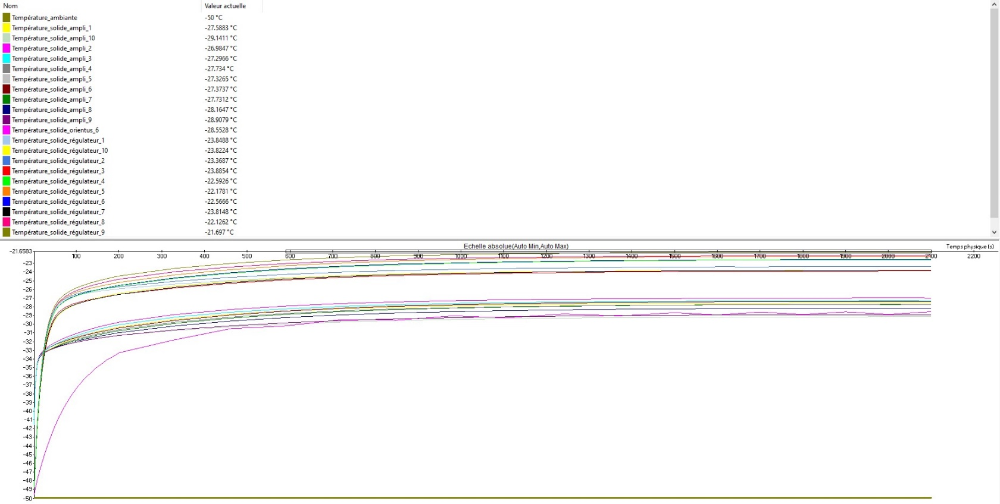 Nom Valeur actuelle
Température_ambiante -50 °C
Température_solide_ampli_1 -27.5883 °C
Température_solide_ampli_10 -29.1411 °C
Température_solide_ampli_2 -26.9847 °C
Température_solide_ampli_3 -27.2966 °C
Température_solide_ampli_4 -27.734 °C
Température_solide_ampli_5 -27.3265 °C
Température_solide_ampli_6 -27.3737 °C
Température_solide_ampli_7 -27.7312 °C
Température_solide_ampli_8 -28.1647 °C
Température_solide_ampli_9 -28.9079 °C
Température_solide_orientus_6 -28.5528 °C
Température_solide_régulateur_1 -23.8488 °C
Température_solide_régulateur_10 -23.8224 °C
Température_solide_régulateur_2 -23.3687 °C
Température_solide_régulateur_3 -23.8854 °C
Température_solide_régulateur_4 -22.5926 °C
Température_solide_régulateur_5 -22.1781 °C
Température_solide_régulateur_6 -22.5666 °C
Température_solide_régulateur_7 -23.8148 °C
Température_solide_régulateur_8 -22.1262 °C
Température_solide_régulateur_9 -21.697 °C
Echelle absolue(Auto Min,Auto Max) Temps physique (s)
-21.6583
100 200 300 400 500 600 700 800 900 1000 1100 1200 1300 1400 1500 1600 1700 1800 1900 2000 2100 2200
-23
-24
-25
-26
-27
-28
-29
-30
-31
-32
-33
-34
-35
-36
-37
-38
-39
-40
-41
-42
-43
-44
-45
-46
-47
-48
-49
-50